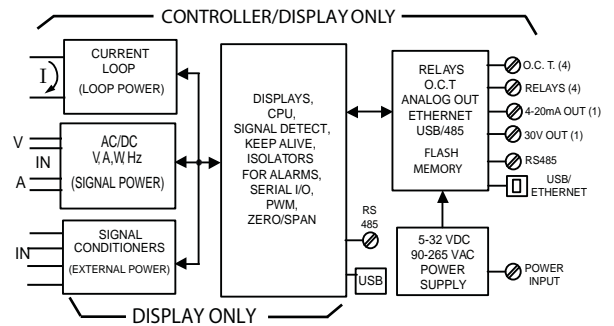 CONTROLLER/DISPLAY ONLY
CURRENT
LOOP
(LOOP POWER)
I
V
IN
A
AC/DC
V,A,W,Hz
(SIGNAL POWER)
IN
SIGNAL
CONDITIONERS
(EXTERNAL POWER)
DISPLAYS,
CPU,
SIGNAL DETECT,
KEEP ALIVE,
ISOLATORS
FOR ALARMS,
SERIAL I/O,
PWM,
ZERO/SPAN
RS
485
USB
RELAYS
O.C.T
ANALOG OUT
ETHERNET
USB/485
FLASH
MEMORY
O.C. T. (4)
RELAYS (4)
4-20mA OUT (1)
30V OUT (1)
RS485
USB/
ETHERNET
5-32 VDC
90-265 VAC
POWER
SUPPLY
POWER
INPUT
DISPLAY ONLY